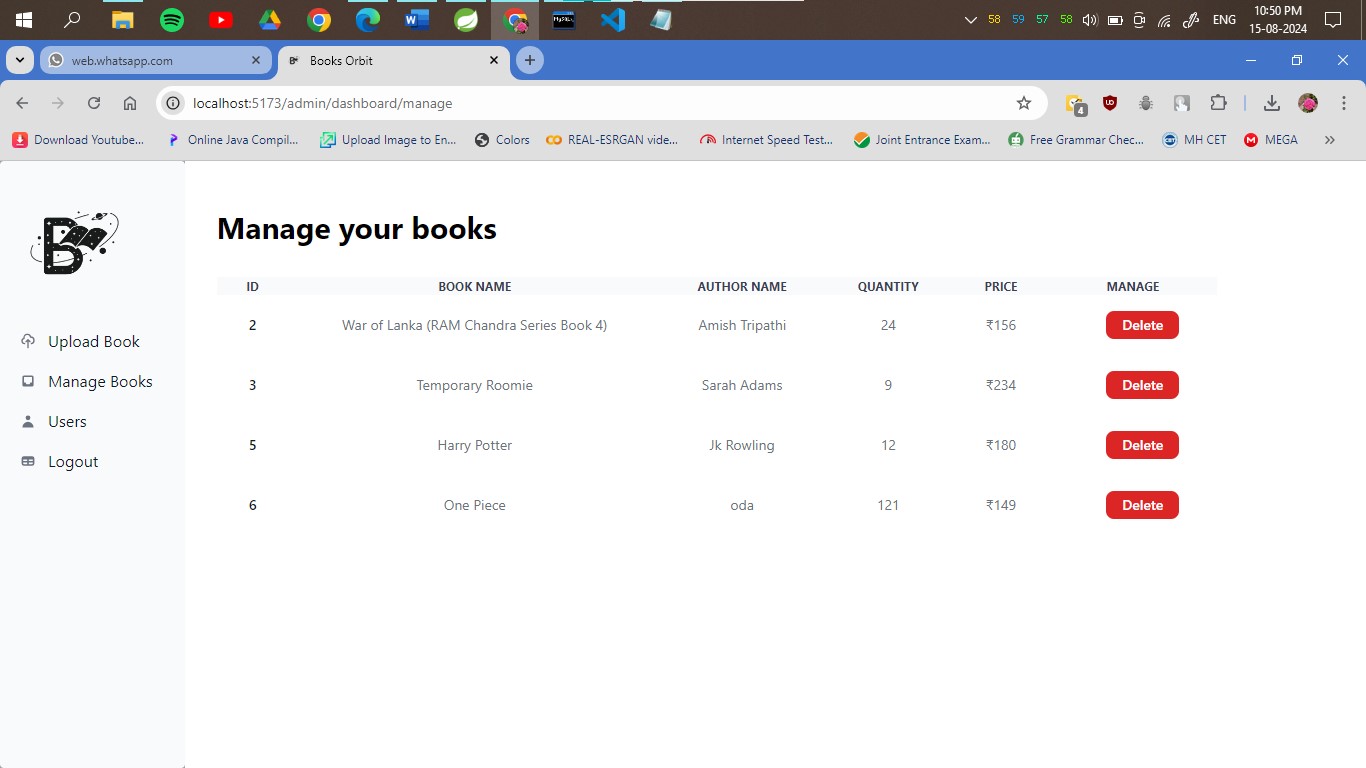 58 59 57 58 ENG 10:50 PM
15-08-2024
web.whatsapp.com Books Orbit
localhost:5173/admin/dashboard/manage 4
Download Youtube... Online Java Compil... Upload Image to En... Colors REAL-ESRGAN vide... Internet Speed Test... Joint Entrance Exam... Free Grammar Chec... MH CET MEGA
Manage your books
ID BOOK NAME AUTHOR NAME QUANTITY PRICE MANAGE
2 War of Lanka (RAM Chandra Series Book 4) Amish Tripathi 24 ₹156 Delete
3 Temporary Roomie Sarah Adams 9 ₹234 Delete
5 Harry Potter Jk Rowling 12 ₹180 Delete
6 One Piece oda 121 ₹149 Delete
Upload Book
Manage Books
Users
Logout